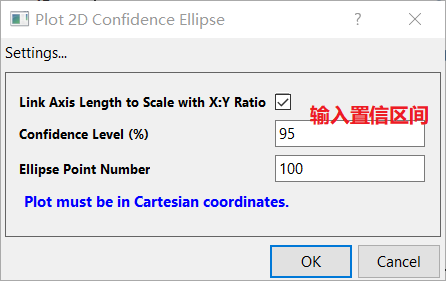 Plot 2D Confidence Ellipse
Settings...
Link Axis Length to Scale with X:Y Ratio
输入置信区间
Confidence Level (%) 95
Ellipse Point Number 100
Plot must be in Cartesian coordinates.
OK Cancel